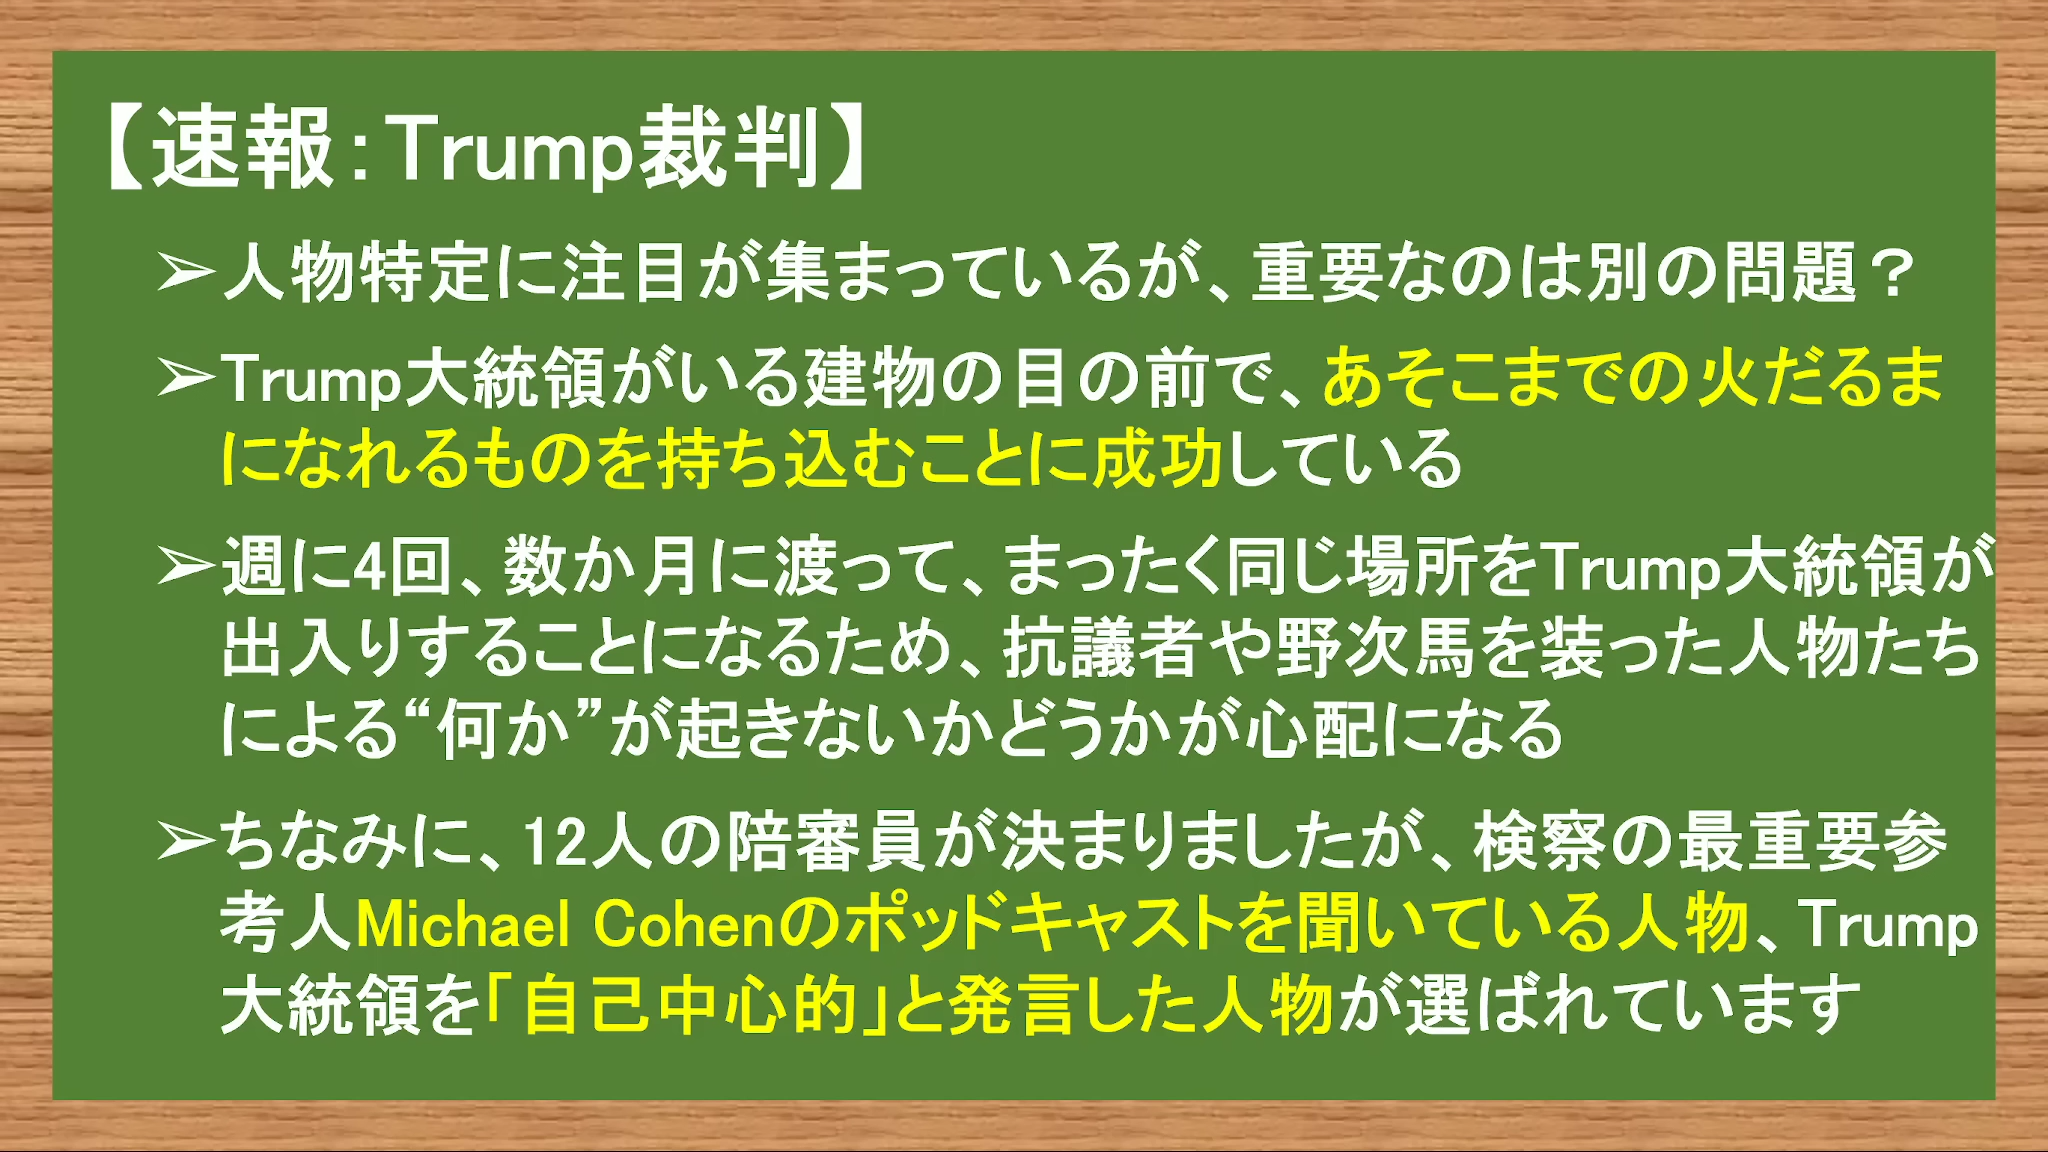 【速報：Trump裁判】
➢人物特定に注目が集まっているが、重要なのは別の問題？
➢Trump大統領がいる建物の目の前で、あそこまでの火だるま
になれるものを持ち込むことに成功している
➢週に4回、数か月に渡って、まったく同じ場所をTrump大統領が
出入りすることになるため、抗議者や野次馬を装った人物たち
による“何か”が起きないかどうかが心配になる
➢ちなみに、12人の陪審員が決まりましたが、検察の最重要参
考人Michael Cohenのポッドキャストを聞いている人物、Trump
大統領を「自己中心的」と発言した人物が選ばれています